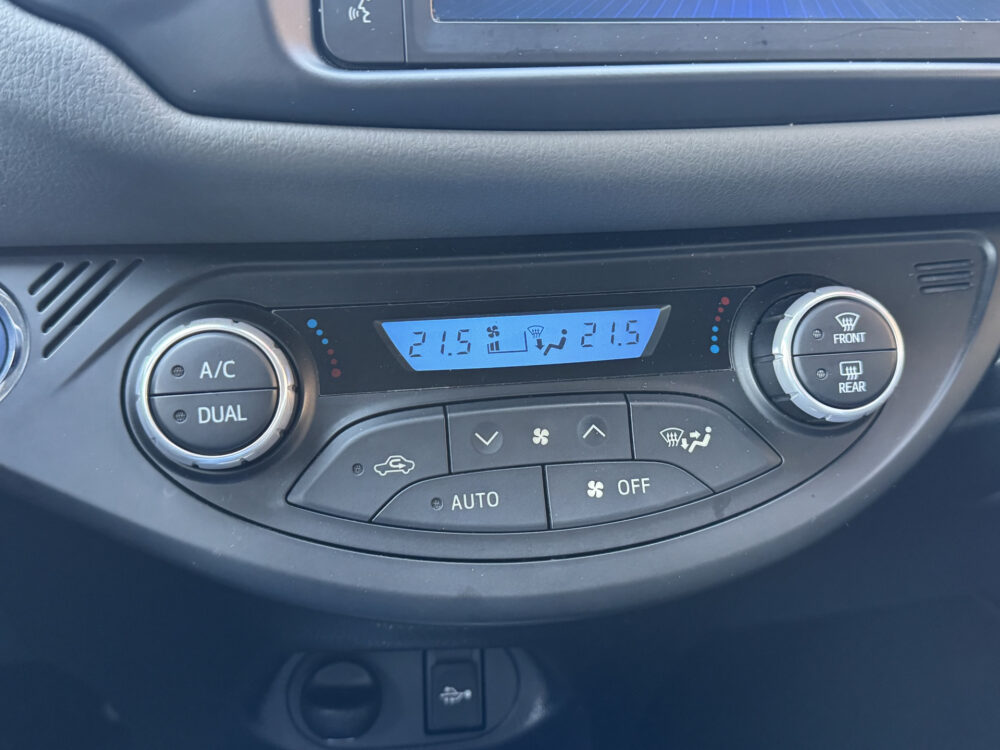 21.5 21.5
A/C
DUAL
FRONT
REAR
AUTO
OFF